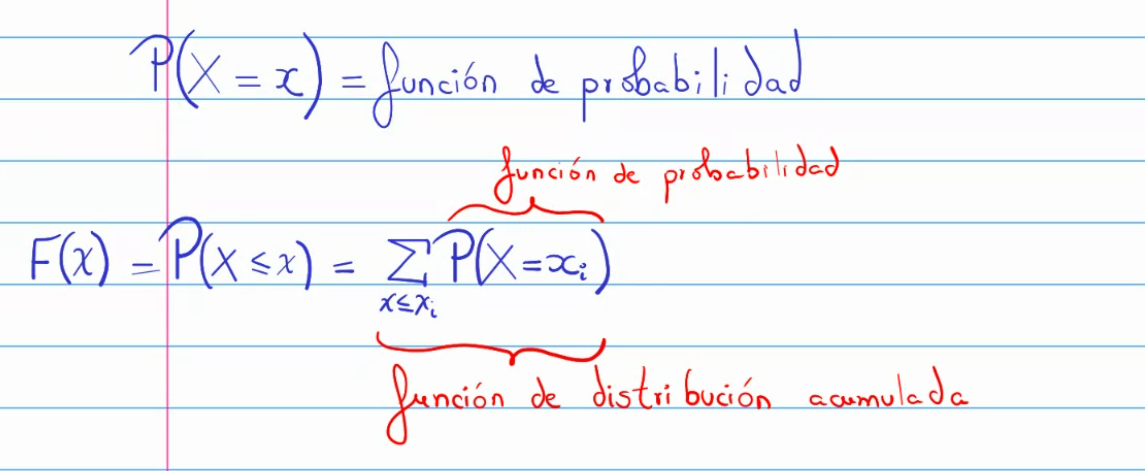 P(X = x) = función de probabilidad
función de probabilidad
F(x) = P(X ≤ x) = ∑ P(X = xᵢ)
x ≤ xᵢ
función de distribución acumulada